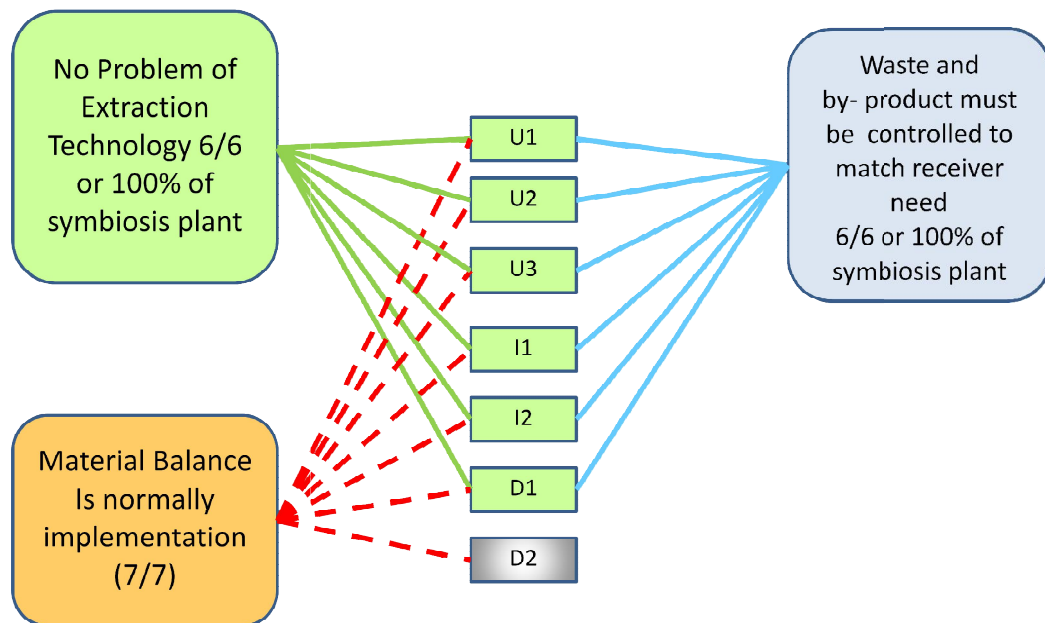 No Problem of
Extraction
Technology 6/6
or 100% of
symbiosis plant
Material Balance
Is normally
implementation
(7/7)
U1
U2
U3
I1
I2
D1
D2
Waste and
by- product must
be controlled to
match receiver
need
6/6 or 100% of
symbiosis plant